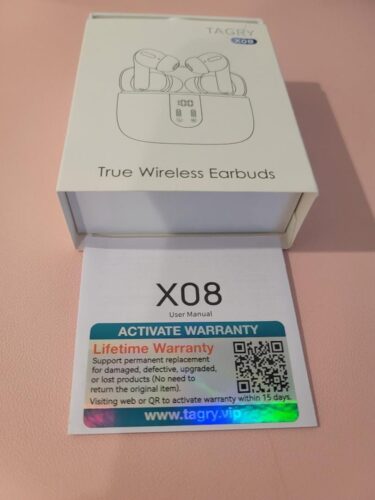 TAGRY
X08
100
True Wireless Earbuds
X08
User Manual
ACTIVATE WARRANTY
Lifetime Warranty
Support permanent replacement
for damaged, defective, upgraded,
or lost products (No need to
return the original item).
Visiting web or QR to activate warranty within 15 days.
www.tagry.vip